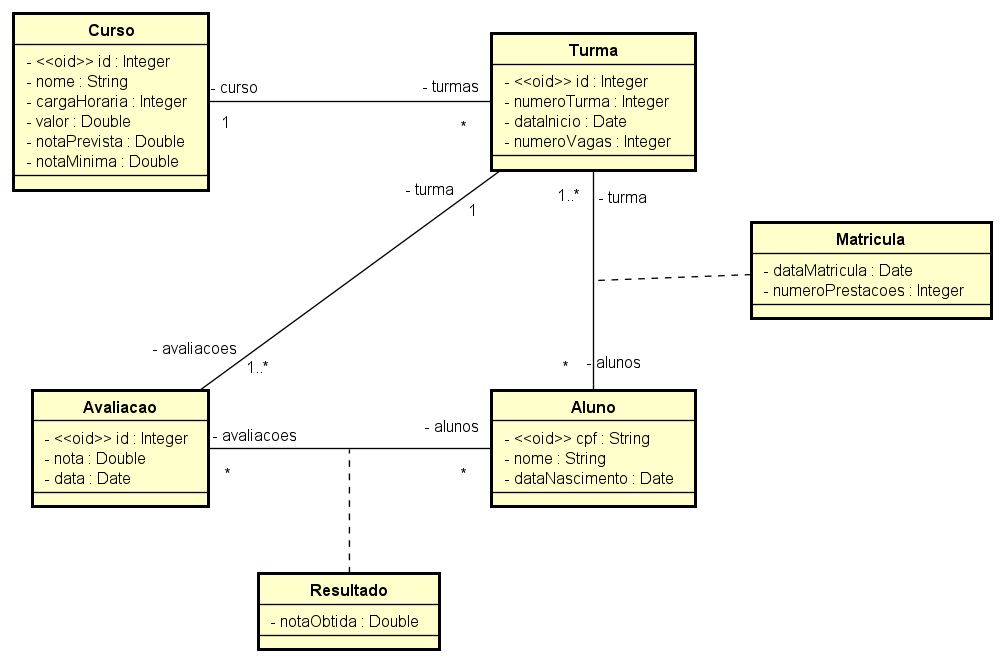 Curso
- <<oid>> id : Integer
- nome : String
- cargaHoraria : Integer
- valor : Double
- notaPrevista : Double
- notaMinima : Double
- curso
1
- turmas
*
Turma
- <<oid>> id : Integer
- numeroTurma : Integer
- dataInicio : Date
- numeroVagas : Integer
- turma
1
1..*
- turma
Matricula
- dataMatricula : Date
- numeroPrestacoes : Integer
- avaliacoes
1..*
*
- alunos
Avaliacao
- <<oid>> id : Integer
- nota : Double
- data : Date
- avaliacoes
*
- alunos
*
Aluno
- <<oid>> cpf : String
- nome : String
- dataNascimento : Date
Resultado
- notaObtida : Double